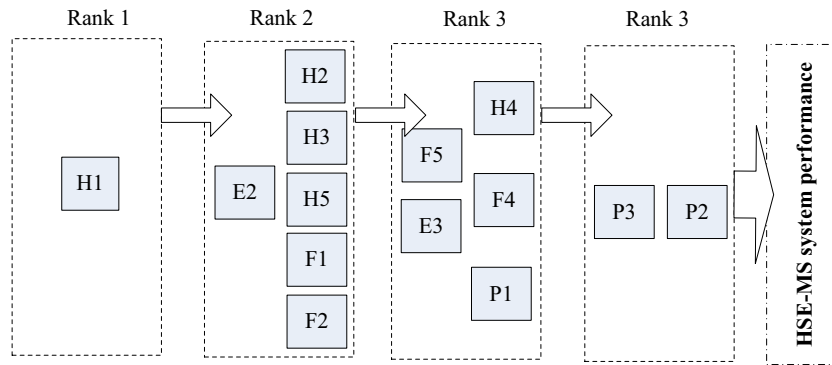 Rank 1
Rank 2
Rank 3
Rank 3
H1
E2
H2
H3
H5
F1
F2
F5
E3
H4
F4
P1
P3
P2
HSE-MS system performance